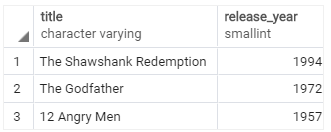 title release_year
character varying smallint
1 The Shawshank Redemption 1994
2 The Godfather 1972
3 12 Angry Men 1957